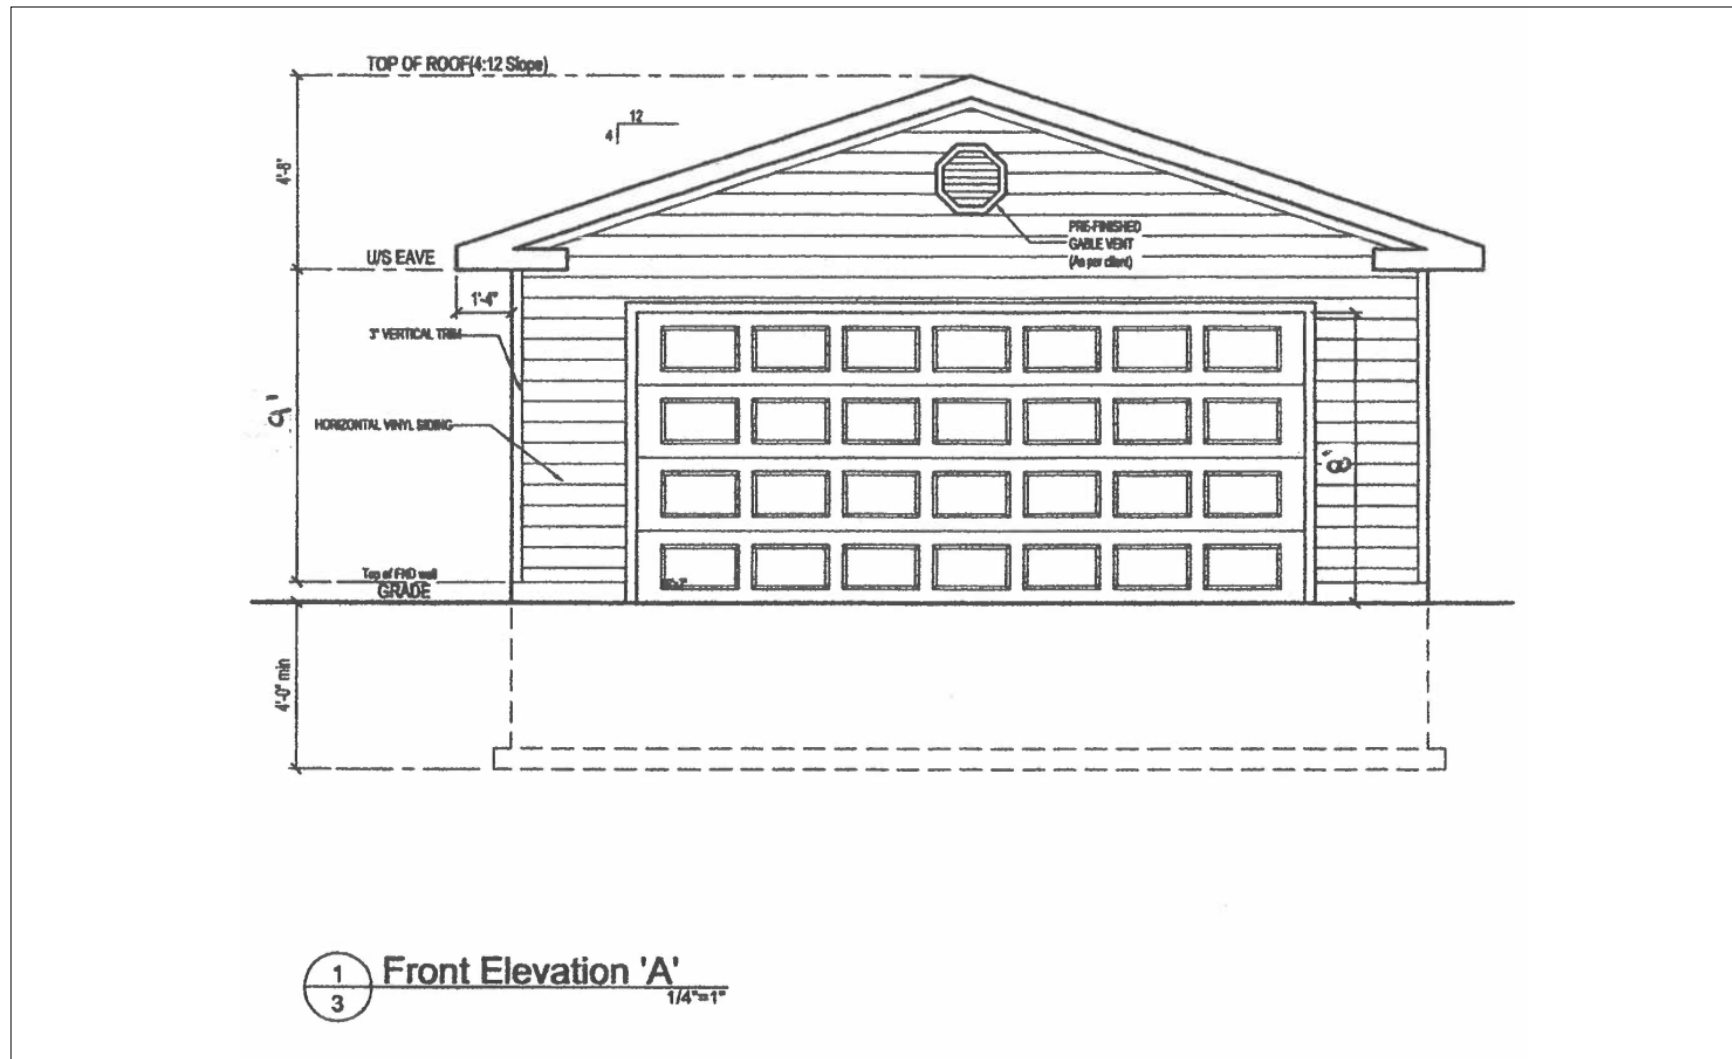 TOP OF ROOF(4:12 Slope)
12
4
4'-8"
PRE-FINISHED
GABLE VENT
(As per client)
U/S EAVE
1'-4"
3" VERTICAL TRIM
9'
HORIZONTAL VINYL SIDING
8'
Top of FND wall
GRADE
4'-0" min
1
3
Front Elevation 'A'
1/4"=1"